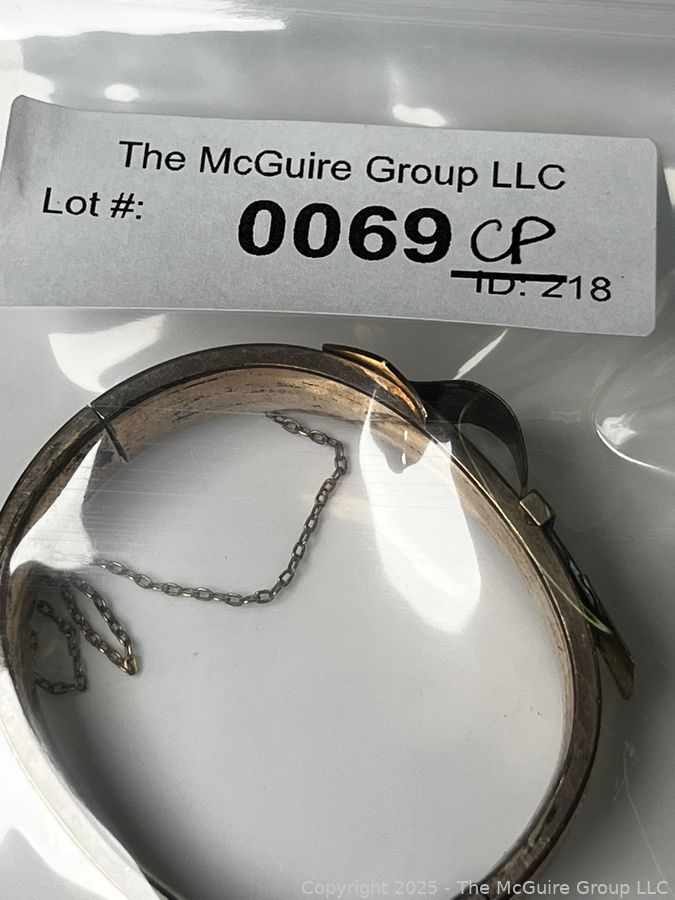 The McGuire Group LLC
Lot #: 0069 CP
ID: 218
Copyright 2025 - The McGuire Group LLC